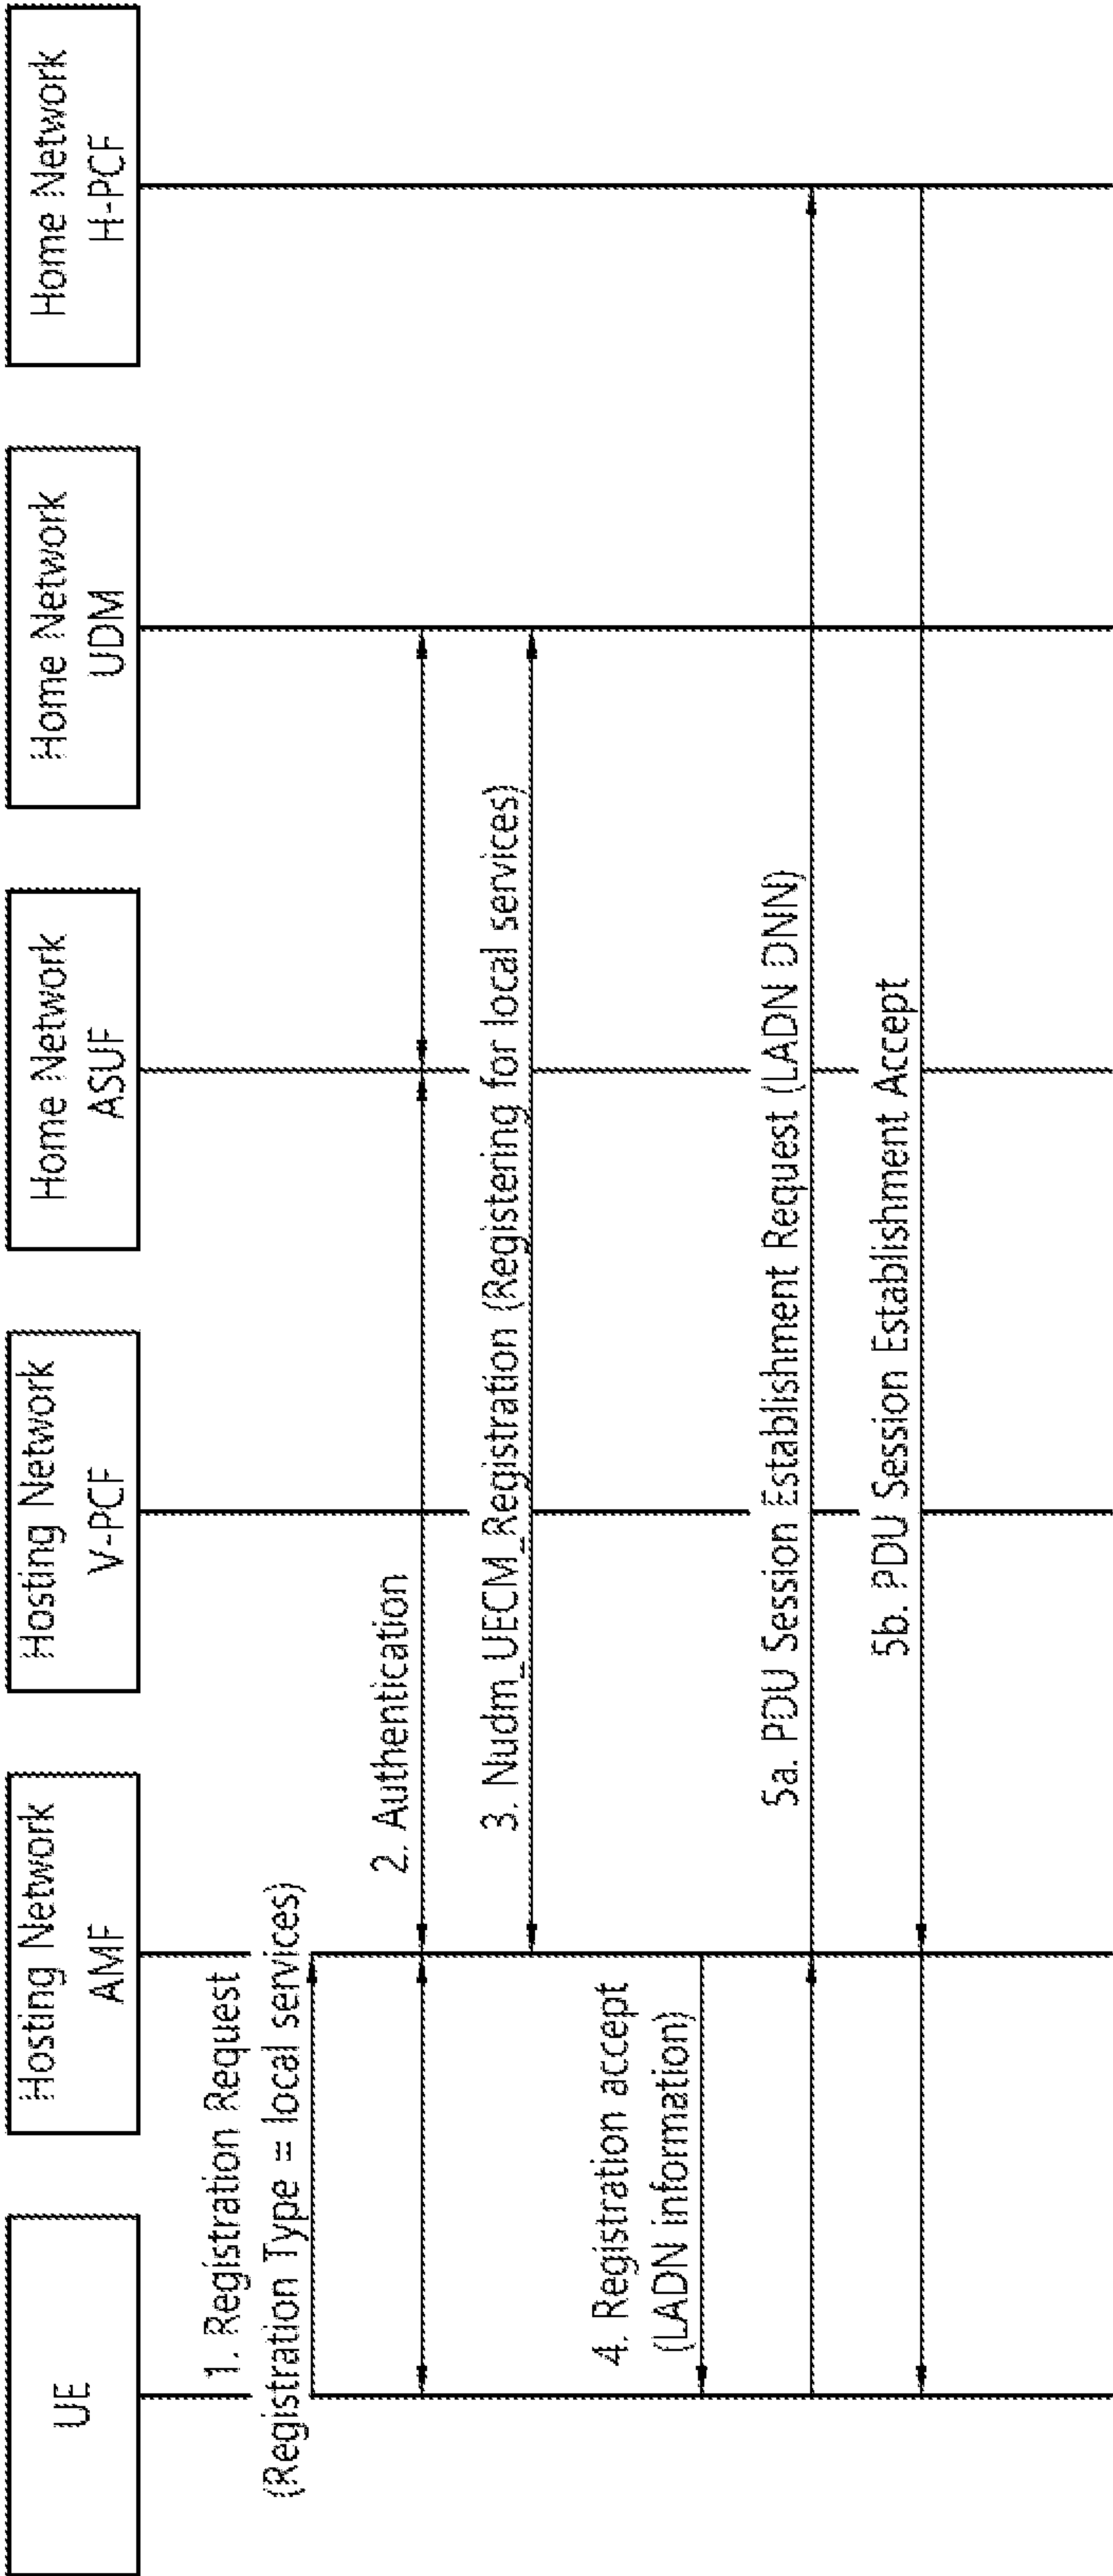 UE
Hosting Network
AMF
Hosting Network
V-PCF
Home Network
ASUF
Home Network
UDM
Home Network
H-PCF
1. Registration Request
(Registration Type = local services)
2. Authentication
3. Nudm_UECM_Registration (Registering for local services)
4. Registration accept
(LADN information)
5a. PDU Session Establishment Request (LADN DNN)
5b. PDU Session Establishment Accept